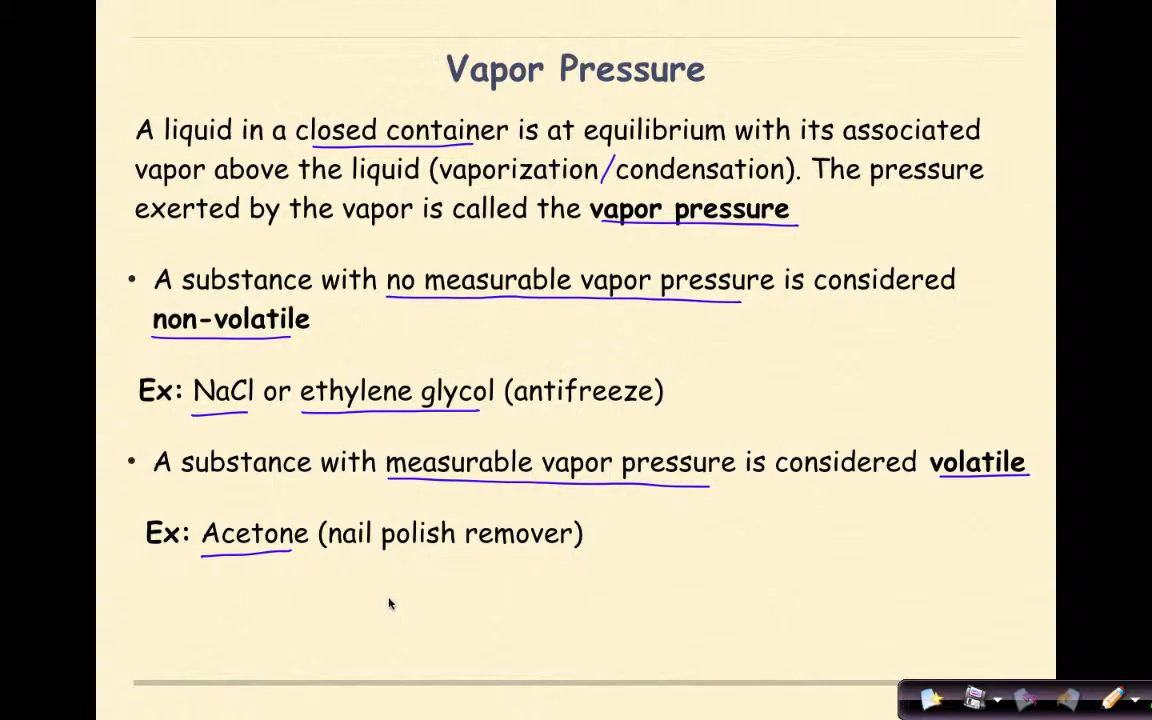 Vapor Pressure
A liquid in a closed container is at equilibrium with its associated
vapor above the liquid (vaporization/condensation). The pressure
exerted by the vapor is called the vapor pressure
• A substance with no measurable vapor pressure is considered
non-volatile
Ex: NaCl or ethylene glycol (antifreeze)
• A substance with measurable vapor pressure is considered volatile
Ex: Acetone (nail polish remover)